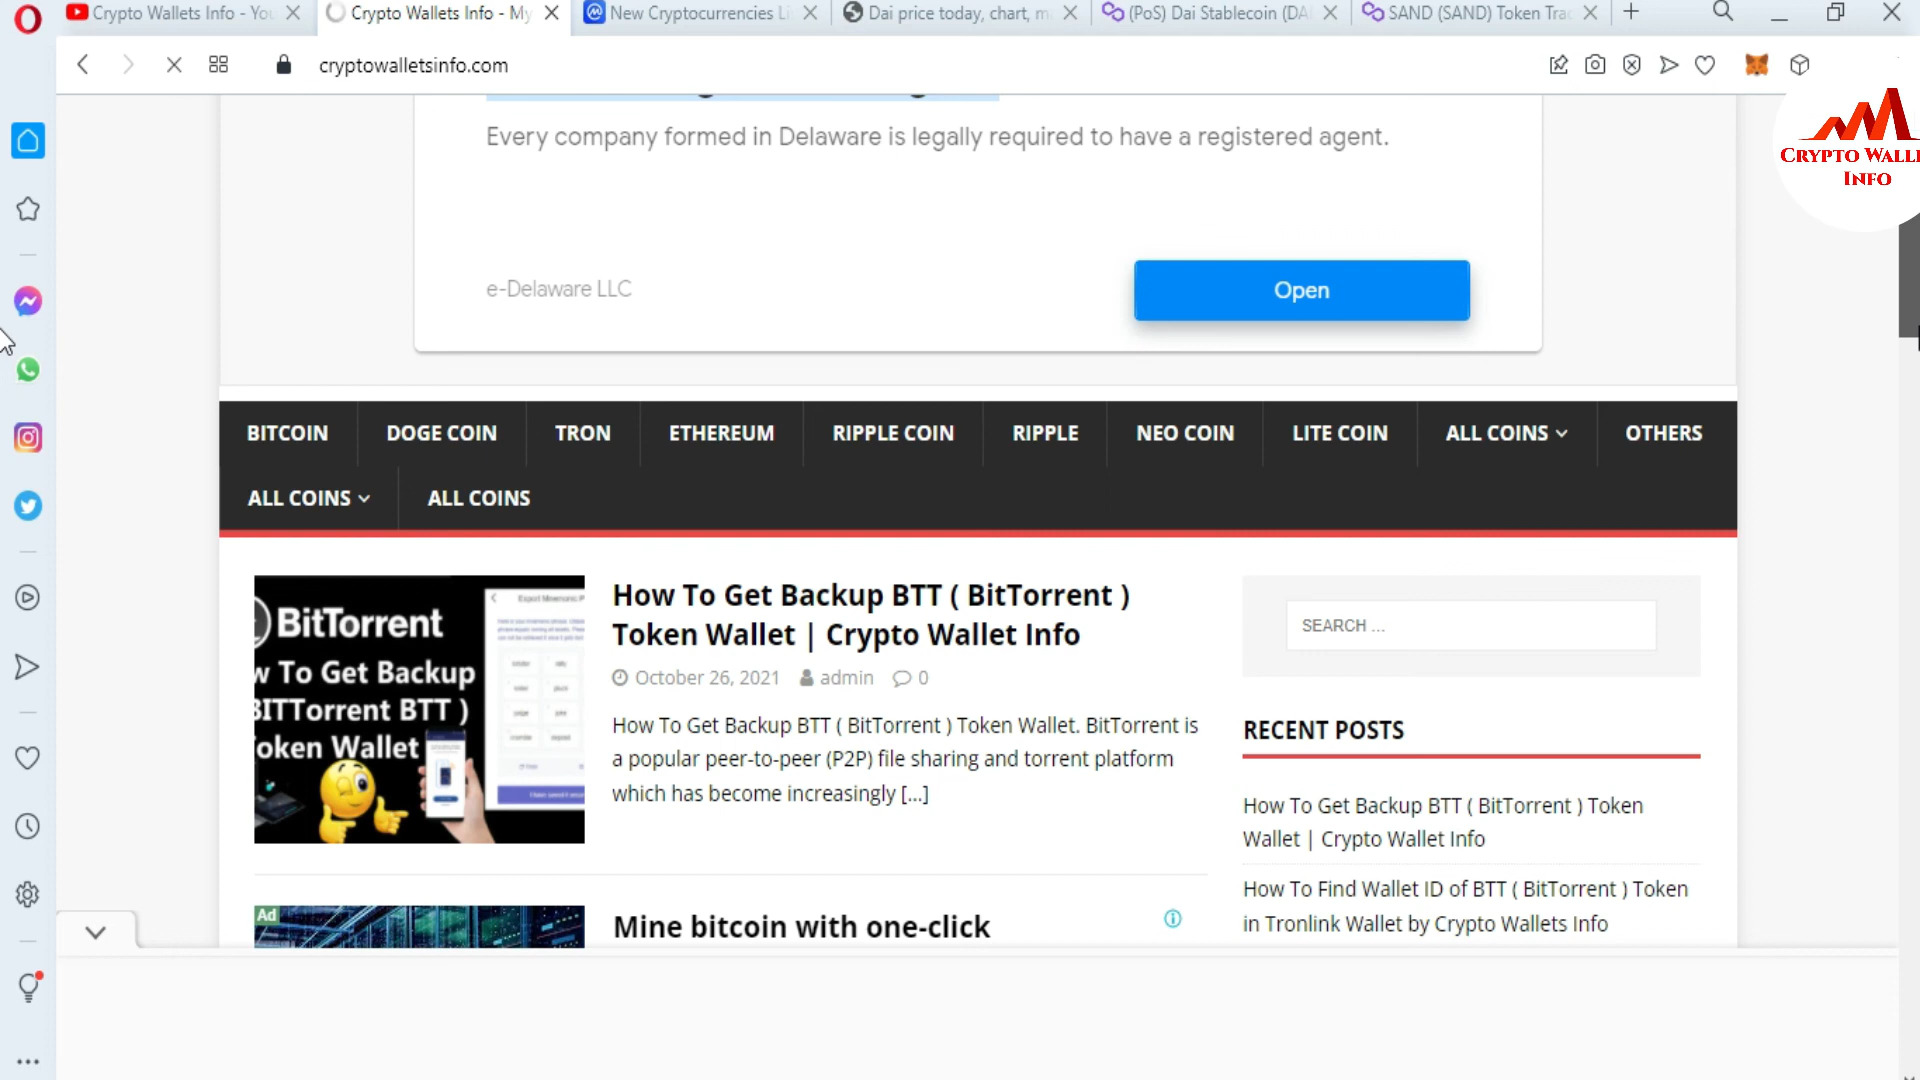 Crypto Wallets Info - You
Crypto Wallets Info - My
New Cryptocurrencies Li
Dai price today, chart, m
(PoS) Dai Stablecoin (DAI
SAND (SAND) Token Trac
cryptowalletsinfo.com
CRYPTO WALLE
INFO
Every company formed in Delaware is legally required to have a registered agent.
e-Delaware LLC
Open
BITCOIN
DOGE COIN
TRON
ETHEREUM
RIPPLE COIN
RIPPLE
NEO COIN
LITE COIN
ALL COINS
OTHERS
ALL COINS
ALL COINS
BitTorrent
w To Get Backup
BITTorrent BTT )
oken Wallet
How To Get Backup BTT ( BitTorrent )
Token Wallet | Crypto Wallet Info
October 26, 2021 admin 0
How To Get Backup BTT ( BitTorrent ) Token Wallet. BitTorrent is
a popular peer-to-peer (P2P) file sharing and torrent platform
which has become increasingly [...]
SEARCH ...
RECENT POSTS
How To Get Backup BTT ( BitTorrent ) Token
Wallet | Crypto Wallet Info
How To Find Wallet ID of BTT ( BitTorrent ) Token
in Tronlink Wallet by Crypto Wallets Info
Ad
Mine bitcoin with one-click